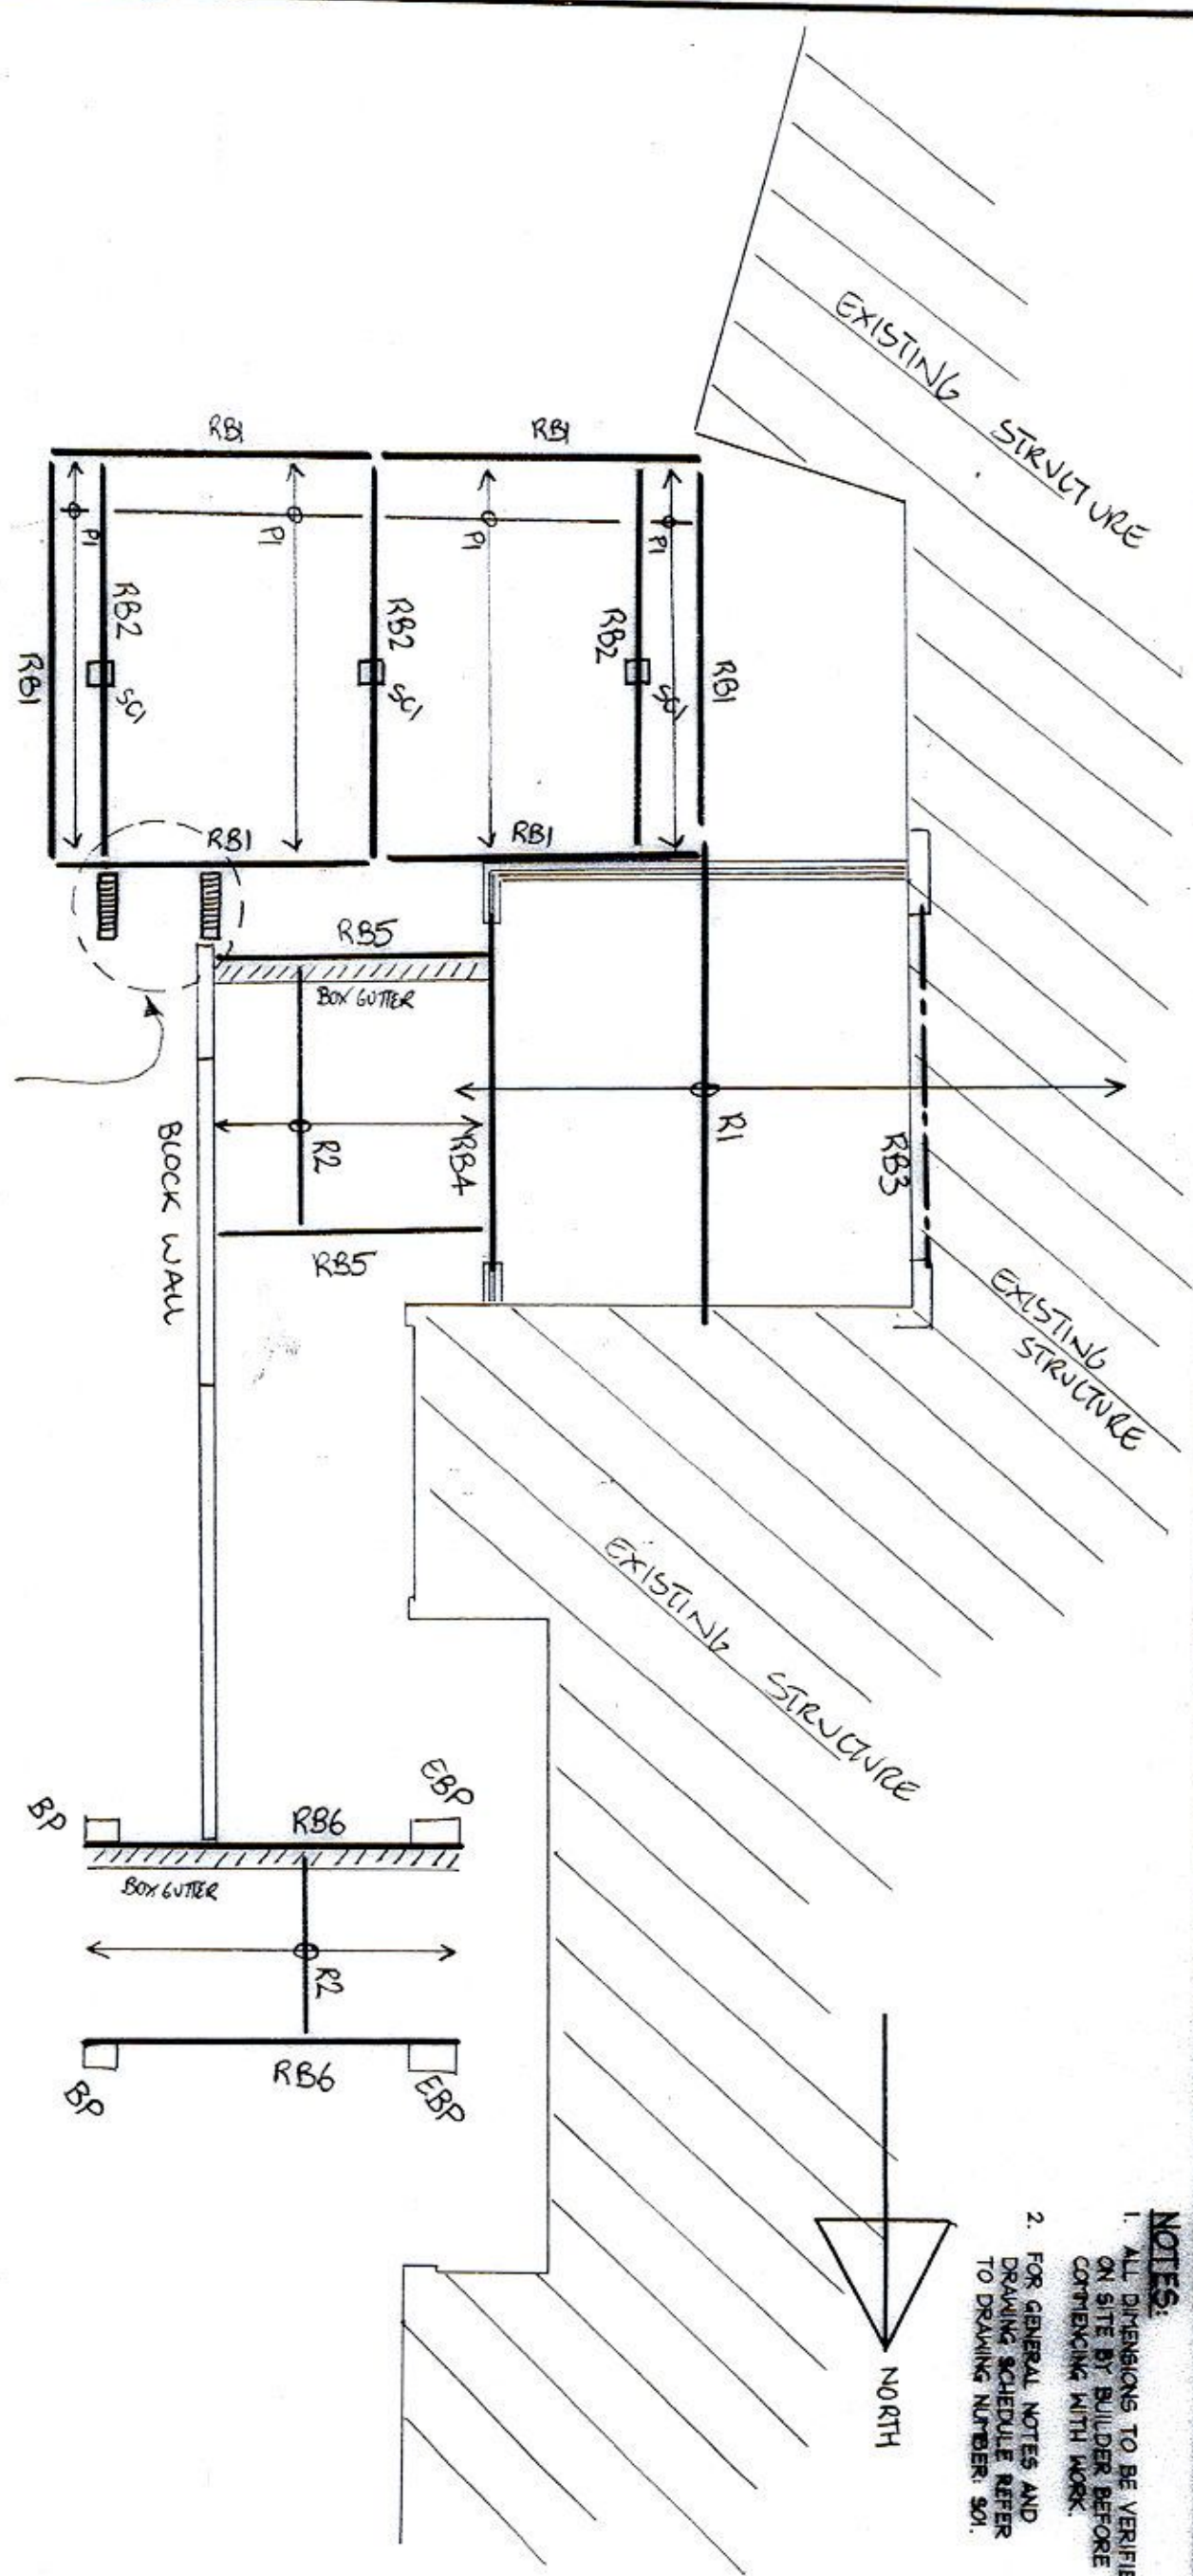 EXISTING STRUCTURE
RB1
RB1
P1
P1
P1
P1
RB2
RB2
RB2
RB1
RB1
SC1
SC1
SC1
RB1
RB1
RB5
BOX GUTTER
R1
R2
RB4
RB3
BLOCK WALL
RB5
EXISTING
STRUCTURE
EXISTING STRUCTURE
BP
RB6
EBP
BOX GUTTER
R2
BP
RB6
EBP
NORTH
NOTES:
1. ALL DIMENSIONS TO BE VERIFIE
ON SITE BY BUILDER BEFORE
COMMENCING WITH WORK.
2. FOR GENERAL NOTES AND
DRAWING SCHEDULE REFER
TO DRAWING NUMBER: S01.